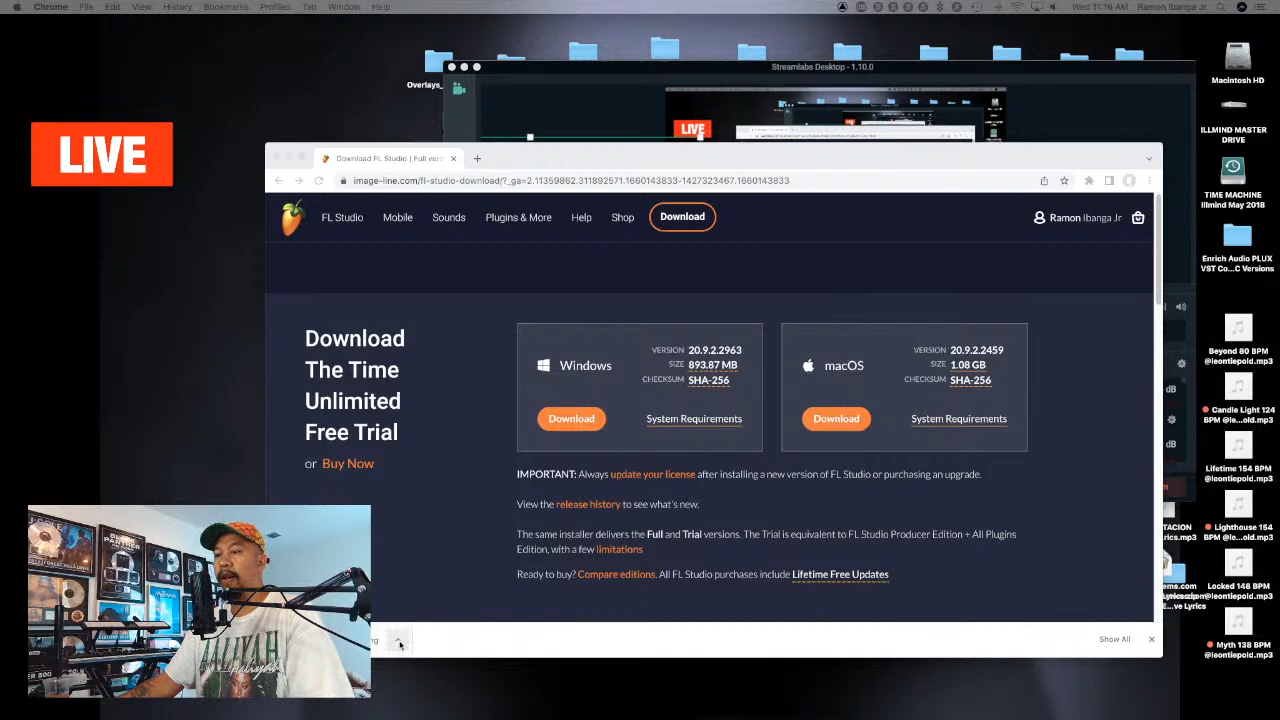 Chrome File Edit View History Bookmarks Profiles Tab Window Help
Wed 11:16 AM Ramon Ibanga Jr
Overlays_
Streamlabs Desktop - 1.10.0
Macintosh HD
LIVE
LIVE
ILLMIND MASTER
DRIVE
Download FL Studio | Full vers
TIME MACHINE
Illmind May 2018
image-line.com/fl-studio-download/?_ga=2.11359862.311892571.1660143833-1427323467.1660143833
FL Studio Mobile Sounds Plugins & More Help Shop Download
Ramon Ibanga Jr
Enrich Audio PLUX
VST Co...C Versions
Download
The Time
Unlimited
Free Trial
or Buy Now
Windows
VERSION 20.9.2.2963
SIZE 893.87 MB
CHECKSUM SHA-256
Download System Requirements
macOS
VERSION 20.9.2.2459
SIZE 1.08 GB
CHECKSUM SHA-256
Download System Requirements
IMPORTANT: Always update your license after installing a new version of FL Studio or purchasing an upgrade.
View the release history to see what's new.
The same installer delivers the Full and Trial versions. The Trial is equivalent to FL Studio Producer Edition + All Plugins
Edition, with a few limitations
Ready to buy? Compare editions. All FL Studio purchases include Lifetime Free Updates
Show All
dB
dB
Beyond 80 BPM
@leontiepold.mp3
Candle Light 124
BPM @le...old.mp3
Lifetime 154 BPM
@leontiepold.mp3
Lighthouse 154
BPM @le...old.mp3
Locked 148 BPM
@leontiepold.mp3
Myth 138 BPM
@leontiepold.mp3
AALIYAH
Aaliyah